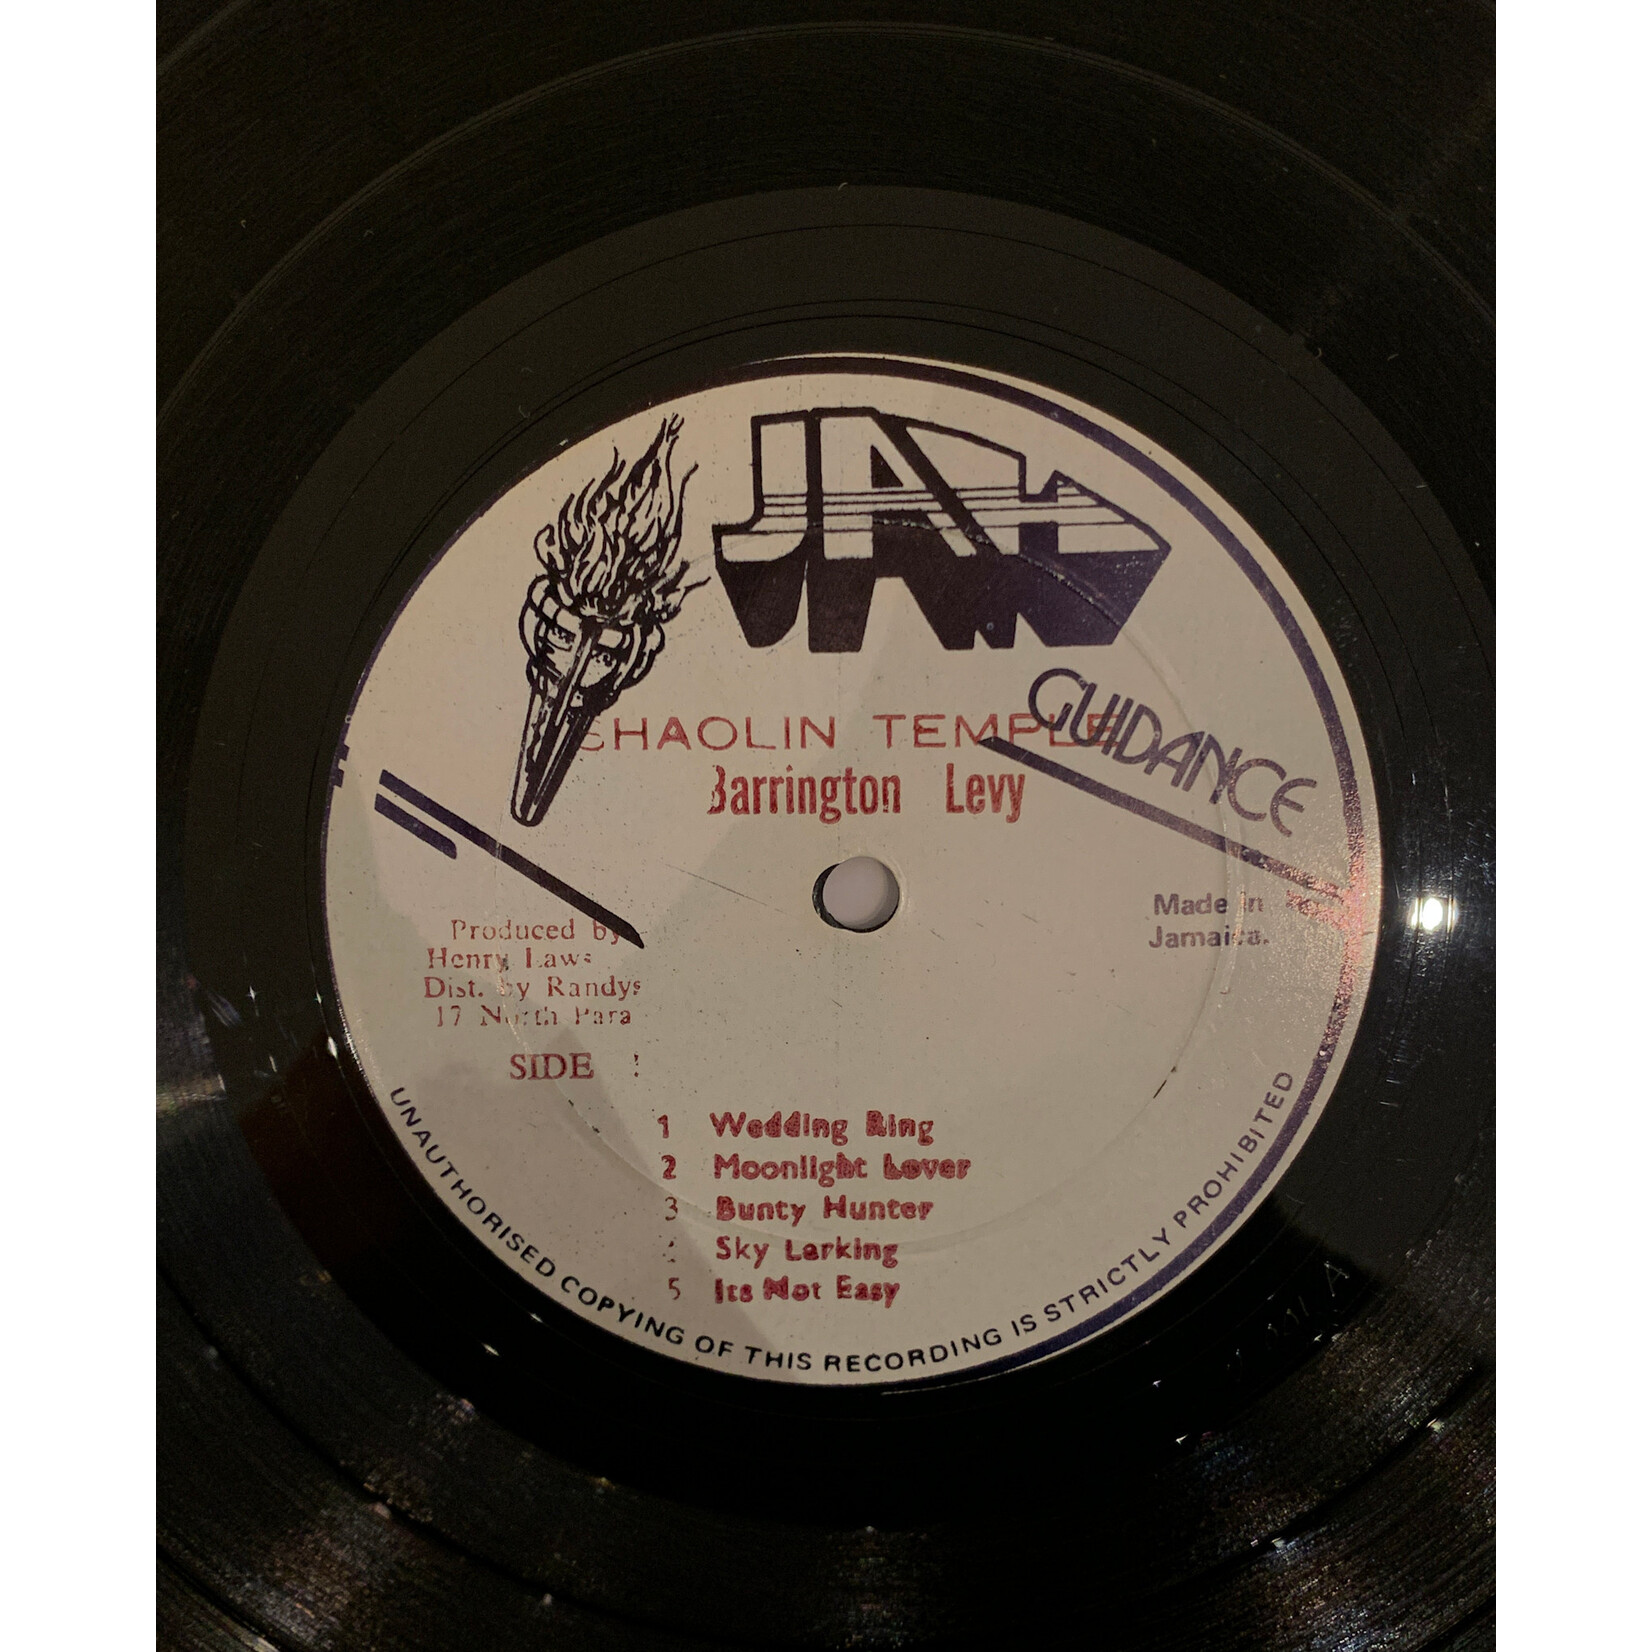 JAH
GUIDANCE
SHAOLIN TEMPLE
Barrington Levy
Made in
Jamaica.
Produced by
Henry Laws
Dist. by Randys
17 North Para
SIDE
1 Wedding Ring
2 Moonlight Lover
3 Bunty Hunter
Sky Larking
5 Its Not Easy
UNAUTHORISED COPYING OF THIS RECORDING IS STRICTLY PROHIBITED